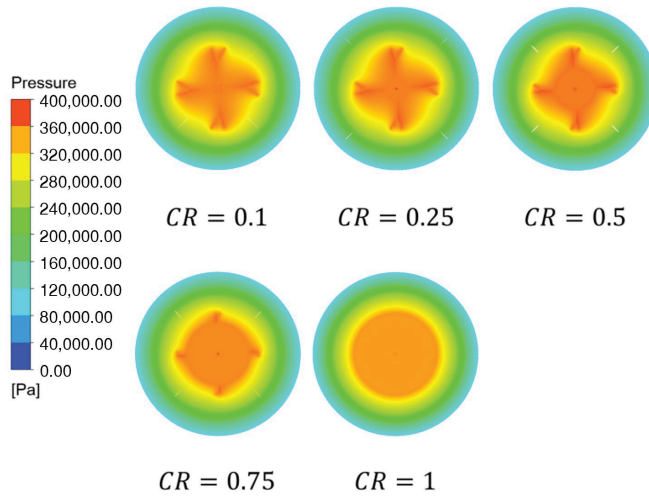 Pressure
400,000.00
360,000.00
320,000.00
280,000.00
240,000.00
200,000.00
160,000.00
120,000.00
80,000.00
40,000.00
0.00
[Pa]
CR = 0.1
CR = 0.25
CR = 0.5
CR = 0.75
CR = 1